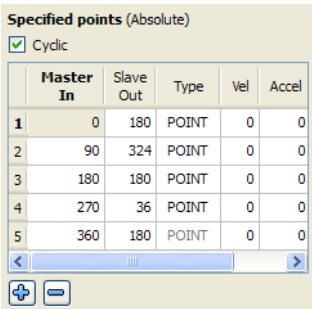 Specified points (Absolute)
Cyclic
Master In Slave Out Type Vel Accel
1 0 180 POINT 0 0
2 90 324 POINT 0 0
3 180 180 POINT 0 0
4 270 36 POINT 0 0
5 360 180 POINT 0 0